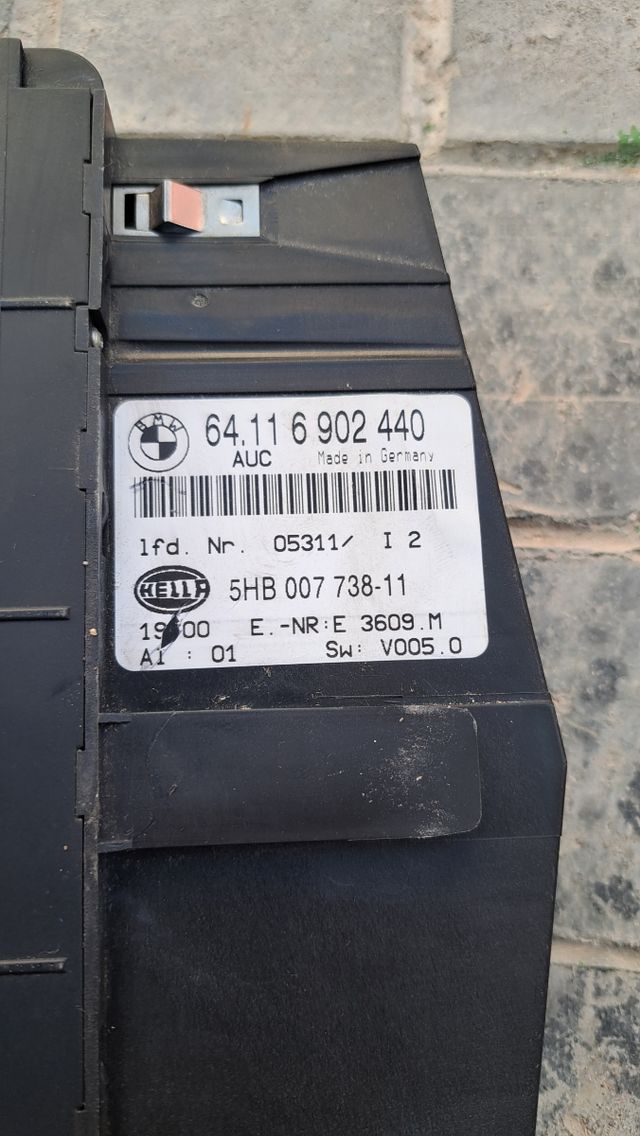 BMW
64.11 6 902 440
AUC Made in Germany
lfd. Nr. 05311/ I 2
HELLA 5HB 007 738-11
E.-NR:E 3609.M
AI : 01 Sw: V005.0